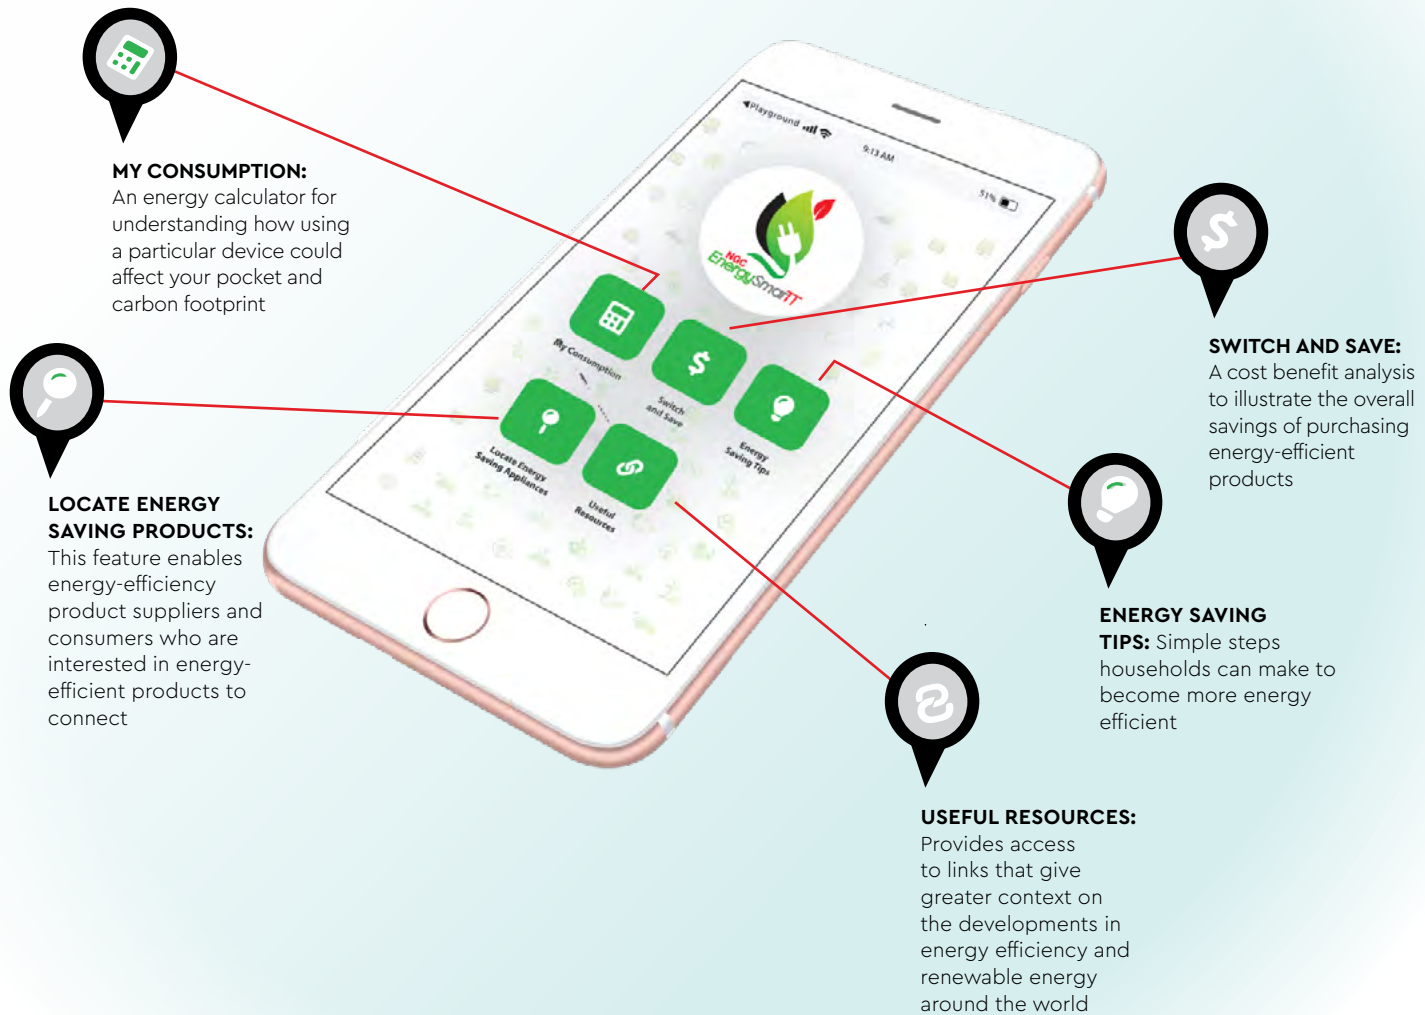 MY CONSUMPTION:
An energy calculator for
understanding how using
a particular device could
affect your pocket and
carbon footprint
LOCATE ENERGY
SAVING PRODUCTS:
This feature enables
energy-efficiency
product suppliers and
consumers who are
interested in energy-
efficient products to
connect
Playground
9:13 AM
51%
NGC
EnergySmarTT
My Consumption
Switch
and Save
Energy
Saving Tips
Locate Energy
Saving Appliances
Useful
Resources
SWITCH AND SAVE:
A cost benefit analysis
to illustrate the overall
savings of purchasing
energy-efficient
products
ENERGY SAVING
TIPS: Simple steps
households can make to
become more energy
efficient
USEFUL RESOURCES:
Provides access
to links that give
greater context on
the developments in
energy efficiency and
renewable energy
around the world